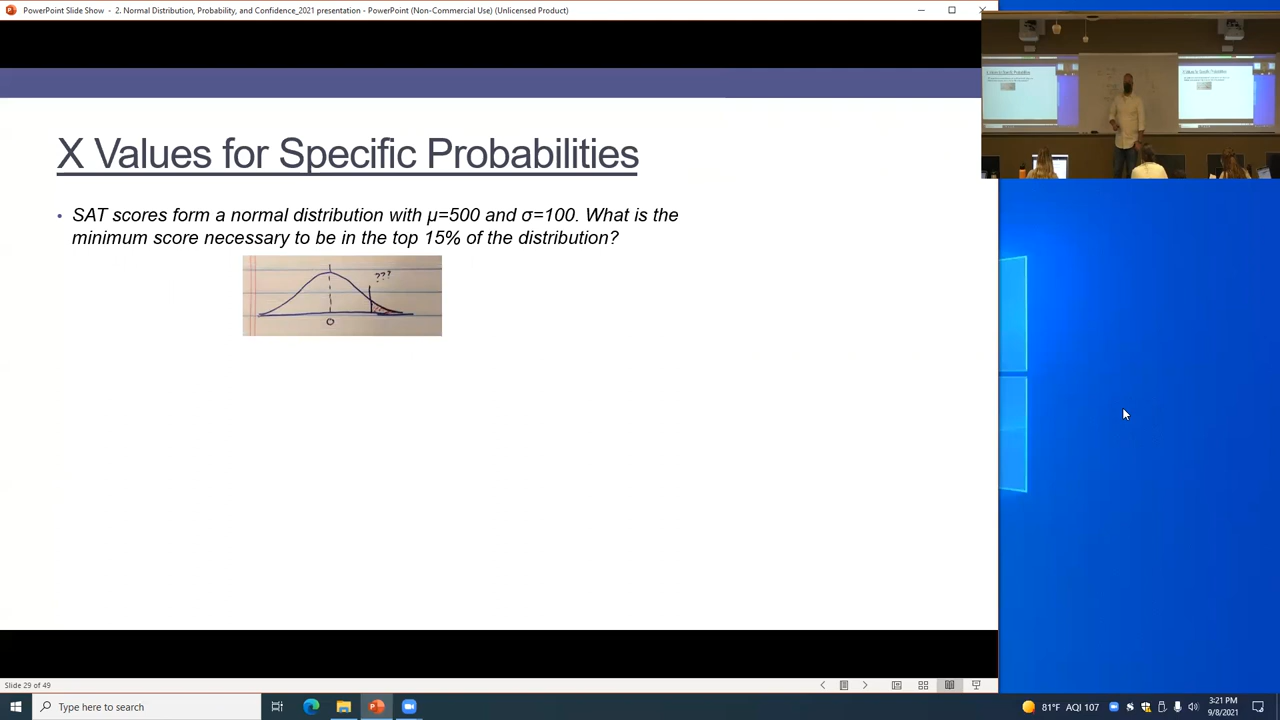 PowerPoint Slide Show - 2. Normal Distribution, Probability, and Confidence_2021 presentation - PowerPoint (Non-Commercial Use) (Unlicensed Product)
X Values for Specific Probabilities
• SAT scores form a normal distribution with μ=500 and σ=100. What is the
minimum score necessary to be in the top 15% of the distribution?
???
0
Slide 29 of 49
Type here to search
81°F AQI 107
3:21 PM
9/8/2021